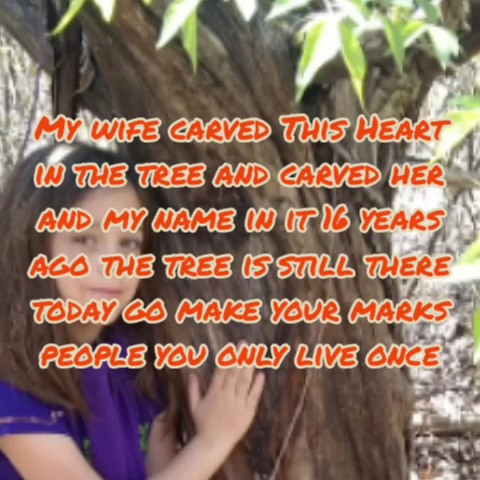 My wife carved This Heart
in the tree and carved her
and my name in it 16 years
ago the tree is still there
today go make your marks
people you only live once